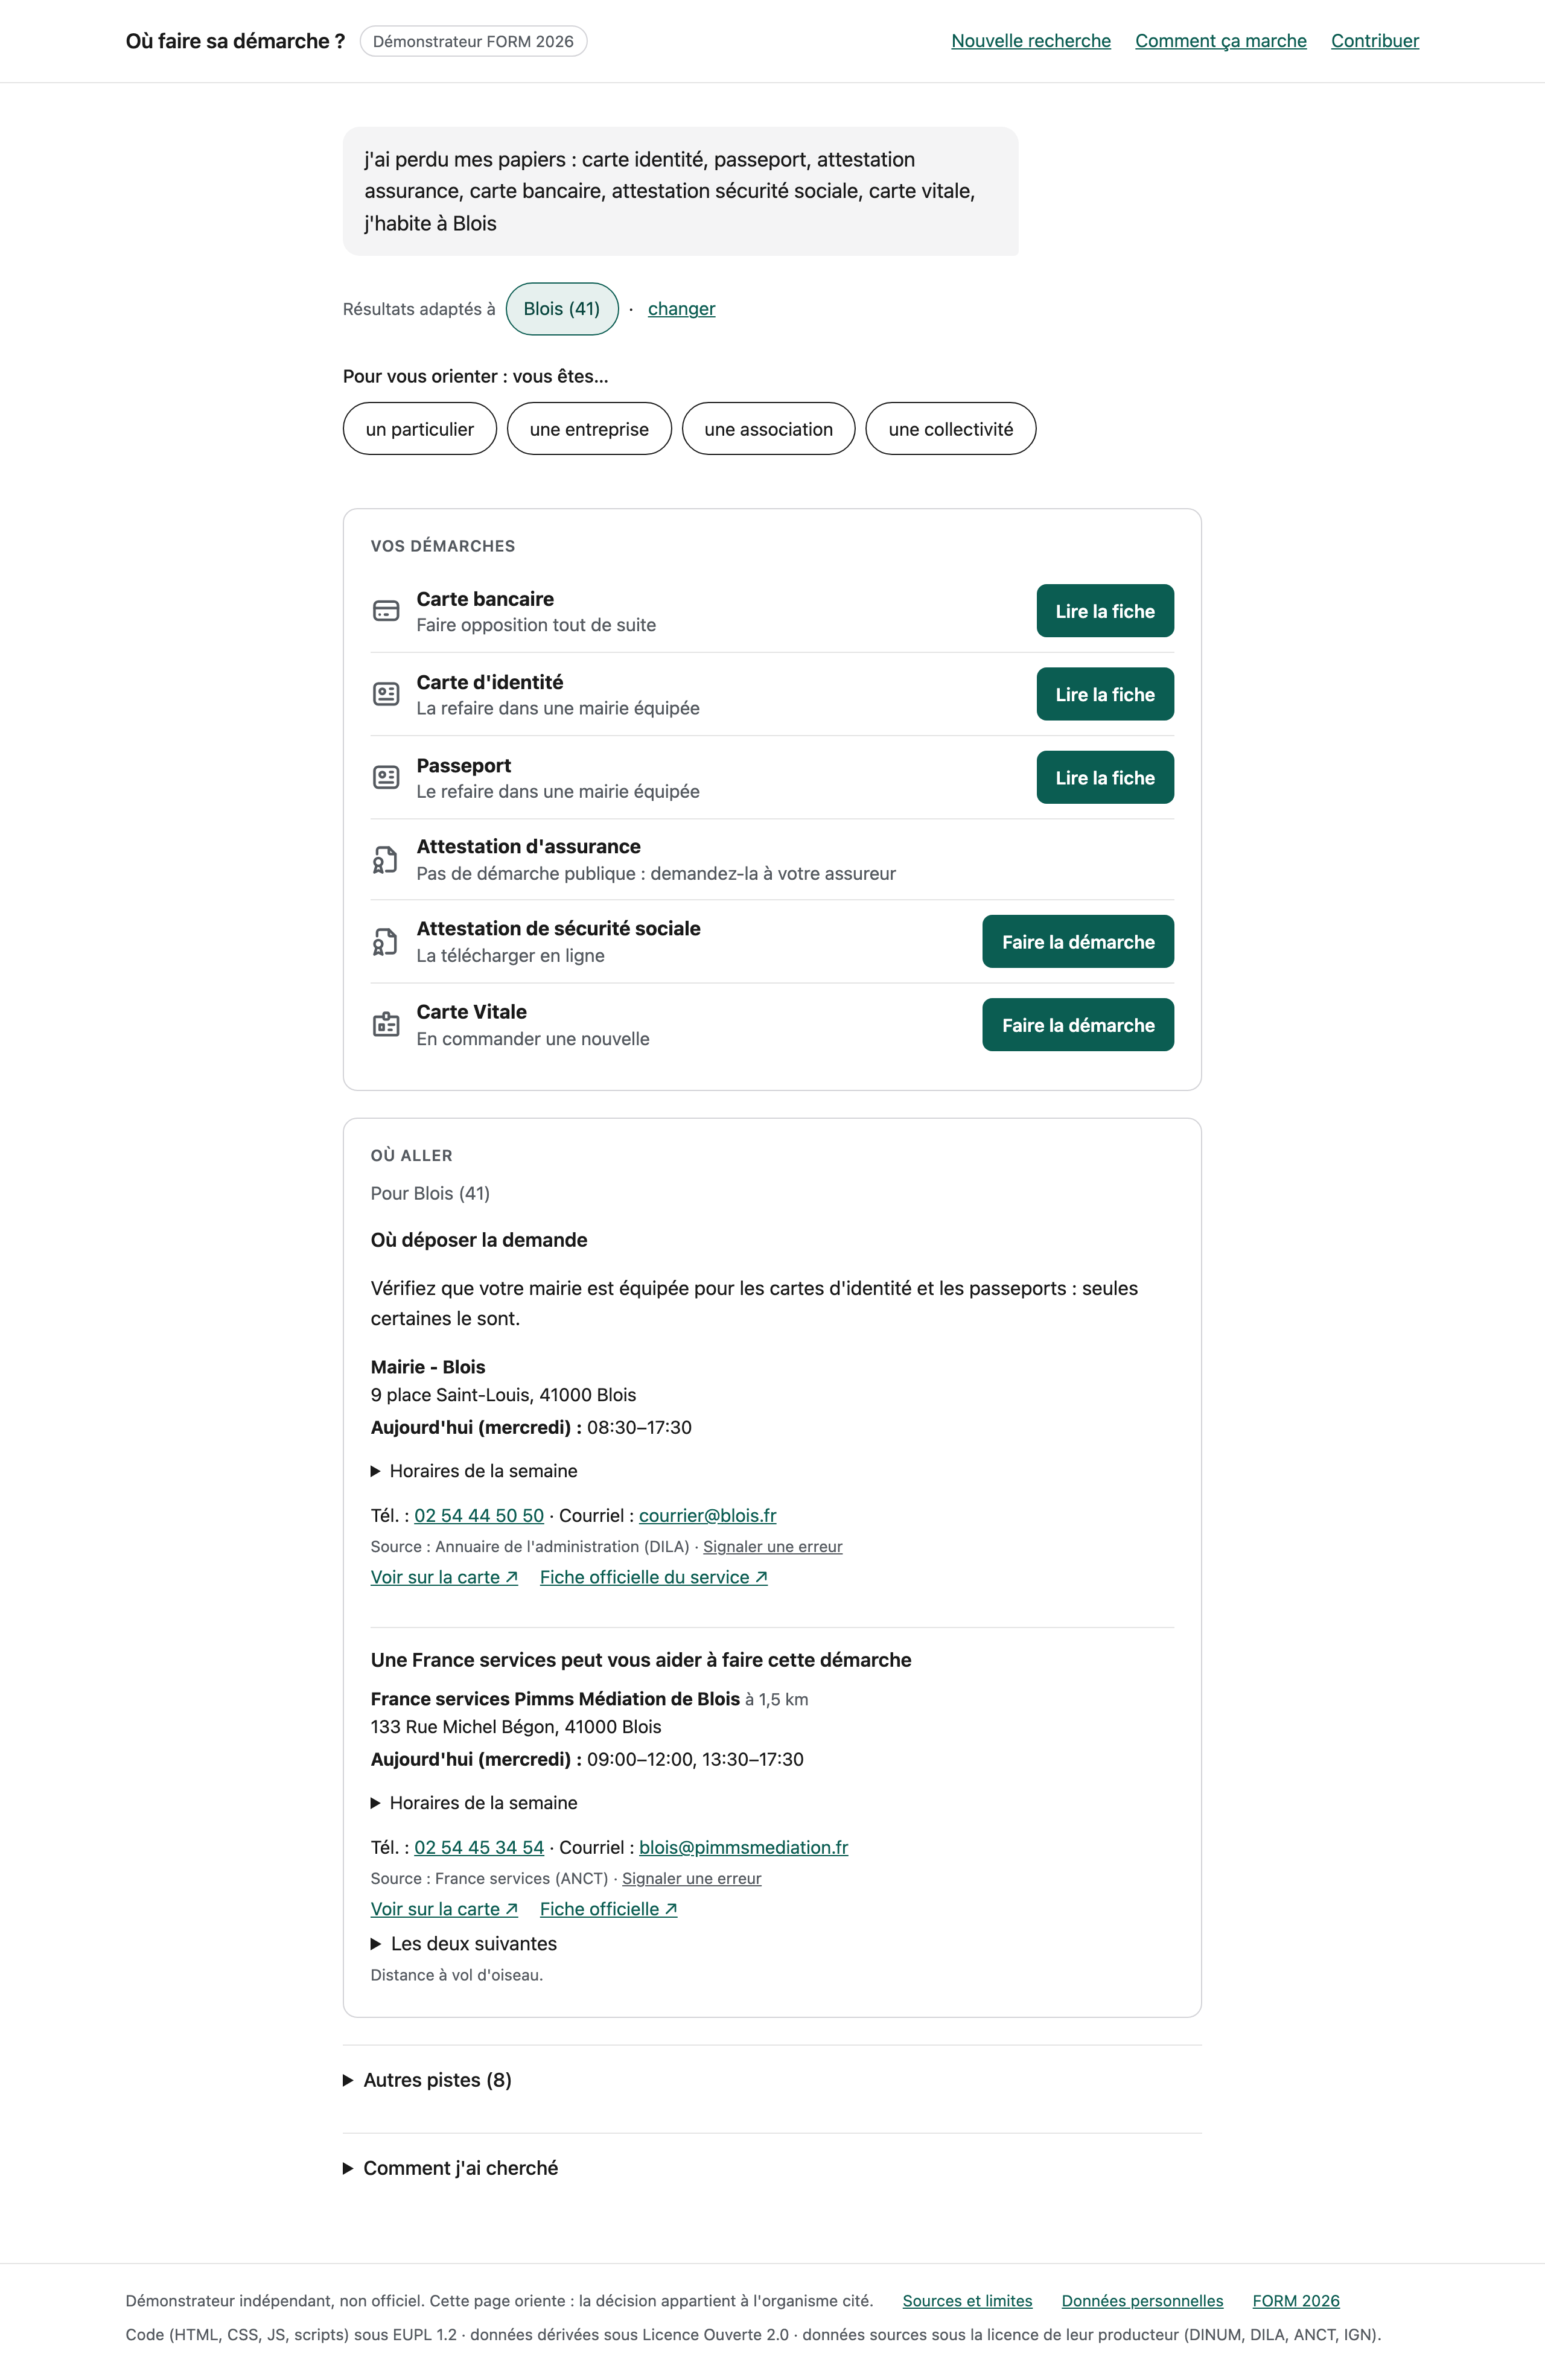 Où faire sa démarche ?
Démonstrateur FORM 2026
Nouvelle recherche
Comment ça marche
Contribuer
j'ai perdu mes papiers : carte identité, passeport, attestation
assurance, carte bancaire, attestation sécurité sociale, carte vitale,
j'habite à Blois
Résultats adaptés à Blois (41) · changer
Pour vous orienter : vous êtes...
un particulier
une entreprise
une association
une collectivité
VOS DÉMARCHES
Carte bancaire
Faire opposition tout de suite
Lire la fiche
Carte d'identité
La refaire dans une mairie équipée
Lire la fiche
Passeport
Le refaire dans une mairie équipée
Lire la fiche
Attestation d'assurance
Pas de démarche publique : demandez-la à votre assureur
Attestation de sécurité sociale
La télécharger en ligne
Faire la démarche
Carte Vitale
En commander une nouvelle
Faire la démarche
OÙ ALLER
Pour Blois (41)
Où déposer la demande
Vérifiez que votre mairie est équipée pour les cartes d'identité et les passeports : seules
certaines le sont.
Mairie - Blois
9 place Saint-Louis, 41000 Blois
Aujourd'hui (mercredi) : 08:30–17:30
▶ Horaires de la semaine
Tél. : 02 54 44 50 50 · Courriel : courrier@blois.fr
Source : Annuaire de l'administration (DILA) · Signaler une erreur
Voir sur la carte ↗ Fiche officielle du service ↗
Une France services peut vous aider à faire cette démarche
France services Pimms Médiation de Blois à 1,5 km
133 Rue Michel Bégon, 41000 Blois
Aujourd'hui (mercredi) : 09:00–12:00, 13:30–17:30
▶ Horaires de la semaine
Tél. : 02 54 45 34 54 · Courriel : blois@pimmsmediation.fr
Source : France services (ANCT) · Signaler une erreur
Voir sur la carte ↗ Fiche officielle ↗
▶ Les deux suivantes
Distance à vol d'oiseau.
▶ Autres pistes (8)
▶ Comment j'ai cherché
Démonstrateur indépendant, non officiel. Cette page oriente : la décision appartient à l'organisme cité. Sources et limites Données personnelles FORM 2026
Code (HTML, CSS, JS, scripts) sous EUPL 1.2 · données dérivées sous Licence Ouverte 2.0 · données sources sous la licence de leur producteur (DINUM, DILA, ANCT, IGN).